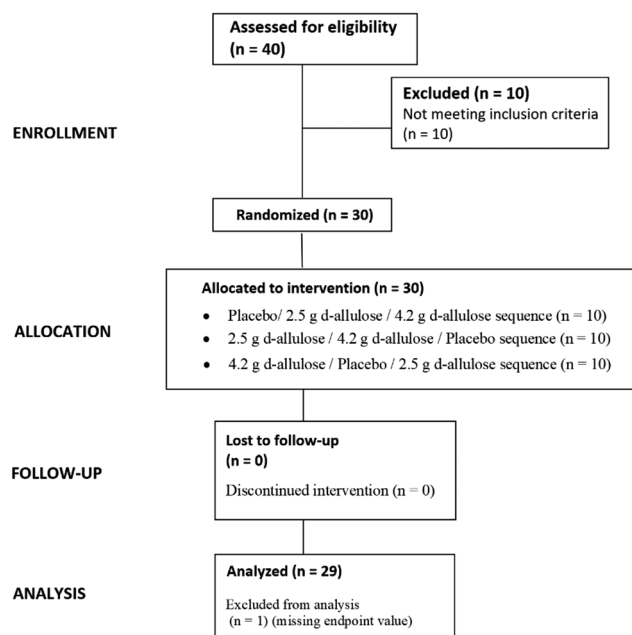 Assessed for eligibility
(n = 40)
Excluded (n = 10)
Not meeting inclusion criteria
(n = 10)
ENROLLMENT
Randomized (n = 30)
Allocated to intervention (n = 30)
• Placebo/ 2.5 g d-allulose / 4.2 g d-allulose sequence (n = 10)
• 2.5 g d-allulose / 4.2 g d-allulose / Placebo sequence (n = 10)
• 4.2 g d-allulose / Placebo / 2.5 g d-allulose sequence (n = 10)
ALLOCATION
Lost to follow-up
(n = 0)
Discontinued intervention (n = 0)
FOLLOW-UP
Analyzed (n = 29)
Excluded from analysis
(n = 1) (missing endpoint value)
ANALYSIS